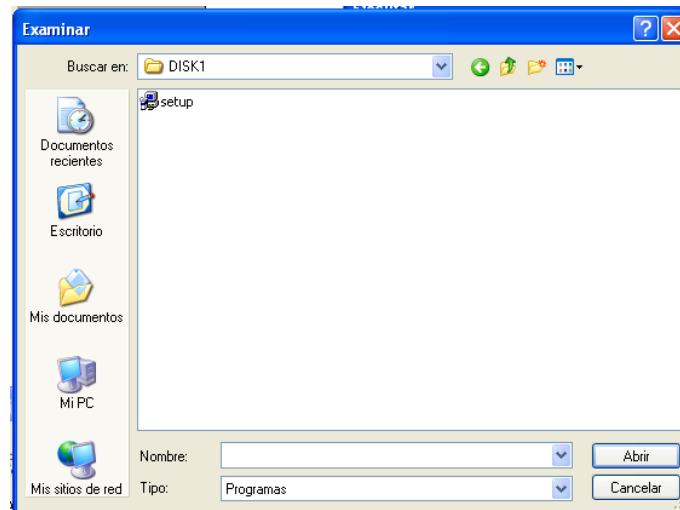 Ejecutar
Examinar
Buscar en:
DISK1
setup
Documentos
recientes
Escritorio
Mis documentos
Mi PC
Mis sitios de red
Nombre:
Abrir
Tipo:
Programas
Cancelar